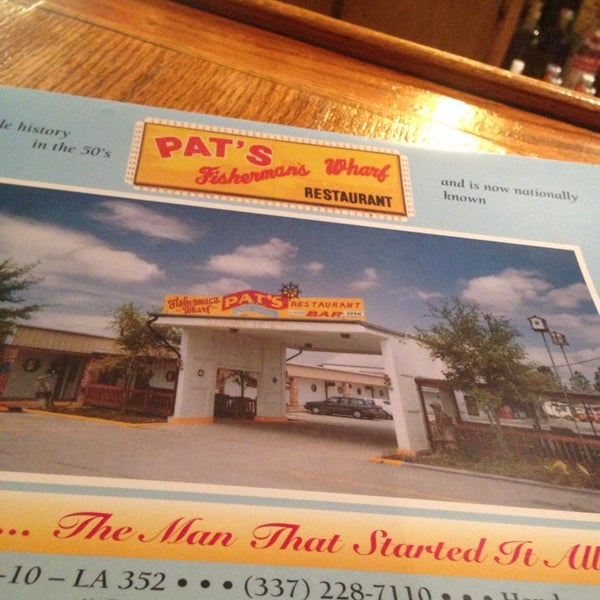 history
in the 50's
PAT'S
Fisherman's Wharf
RESTAURANT
and is now nationally
known
Fisherman's Wharf
PAT'S
RESTAURANT
BAR OPEN
... The Man That Started It All
-10 – LA 352 • • • (337) 228-7110 • • •